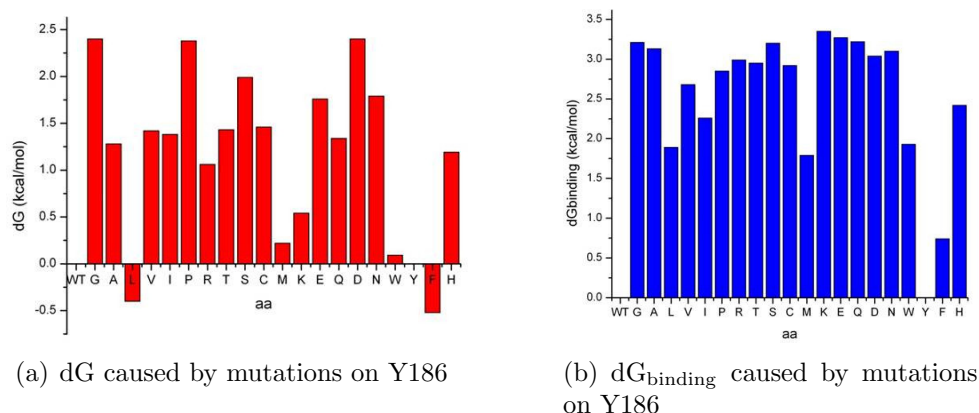 2.5
2.0
1.5
1.0
0.5
0.0
-0.5
dG (kcal/mol)
WT G A L V I P R T S C M K E Q D N W Y F H
aa
(a) dG caused by mutations on Y186
3.5
3.0
2.5
2.0
1.5
1.0
0.5
0.0
dGbinding (kcal/mol)
WT G A L V I P R T S C M K E Q D N W Y F H
aa
(b) dGbinding caused by mutations
on Y186